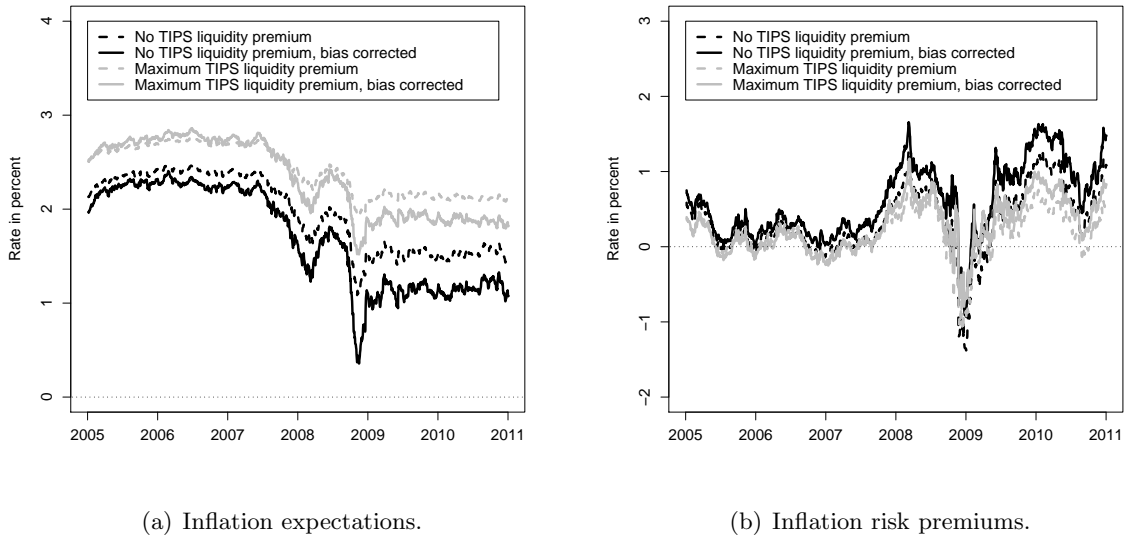 Rate in percent
4
3
2
1
0
No TIPS liquidity premium
No TIPS liquidity premium, bias corrected
Maximum TIPS liquidity premium
Maximum TIPS liquidity premium, bias corrected
2005 2006 2007 2008 2009 2010 2011
(a) Inflation expectations.
Rate in percent
3
2
1
0
−1
−2
No TIPS liquidity premium
No TIPS liquidity premium, bias corrected
Maximum TIPS liquidity premium
Maximum TIPS liquidity premium, bias corrected
2005 2006 2007 2008 2009 2010 2011
(b) Inflation risk premiums.